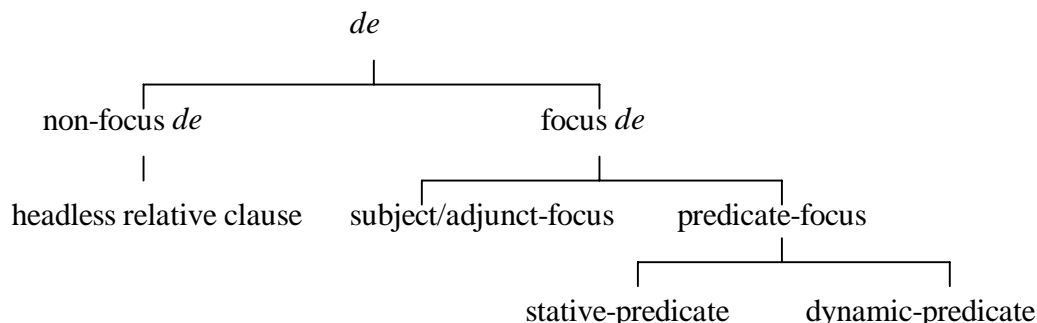 de
non-focus de focus de
headless relative clause subject/adjunct-focus predicate-focus
stative-predicate dynamic-predicate